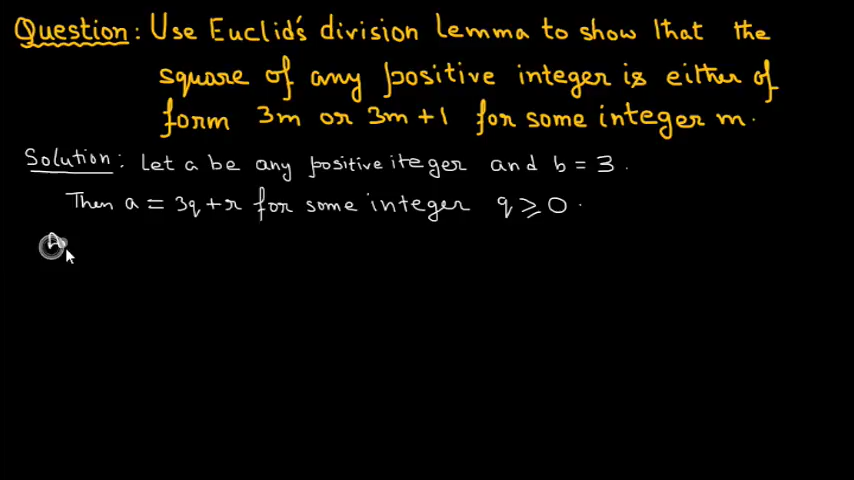 Question: Use Euclid's division lemma to show that the
square of any positive integer is either of
form 3m or 3m+1 for some integer m.
Solution: Let a be any positive iteger and b = 3.
Then a = 3q+r for some integer q ⩾ 0.
A